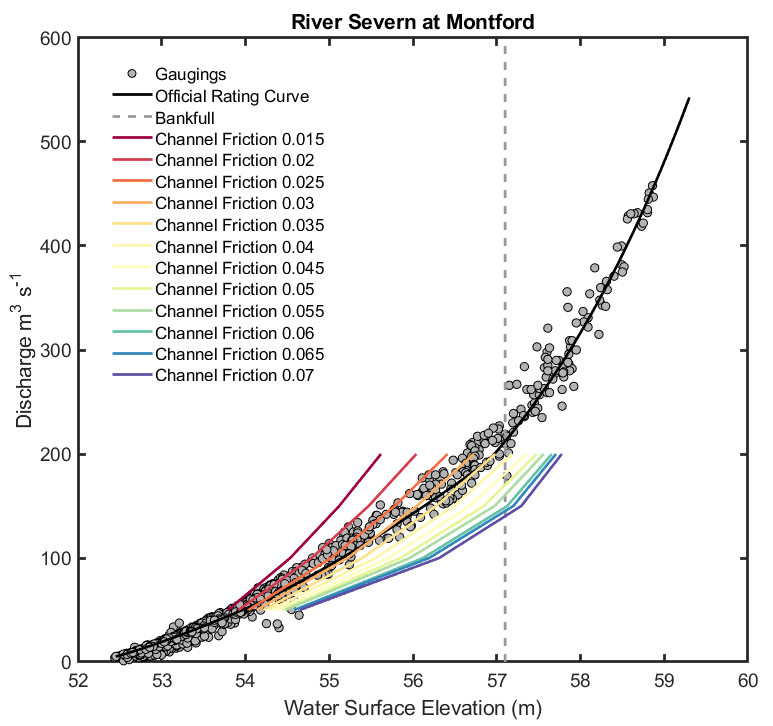 River Severn at Montford
600
500
400
300
200
100
0
Discharge m³ s⁻¹
Gaugings
Official Rating Curve
Bankfull
Channel Friction 0.015
Channel Friction 0.02
Channel Friction 0.025
Channel Friction 0.03
Channel Friction 0.035
Channel Friction 0.04
Channel Friction 0.045
Channel Friction 0.05
Channel Friction 0.055
Channel Friction 0.06
Channel Friction 0.065
Channel Friction 0.07
52 53 54 55 56 57 58 59 60
Water Surface Elevation (m)